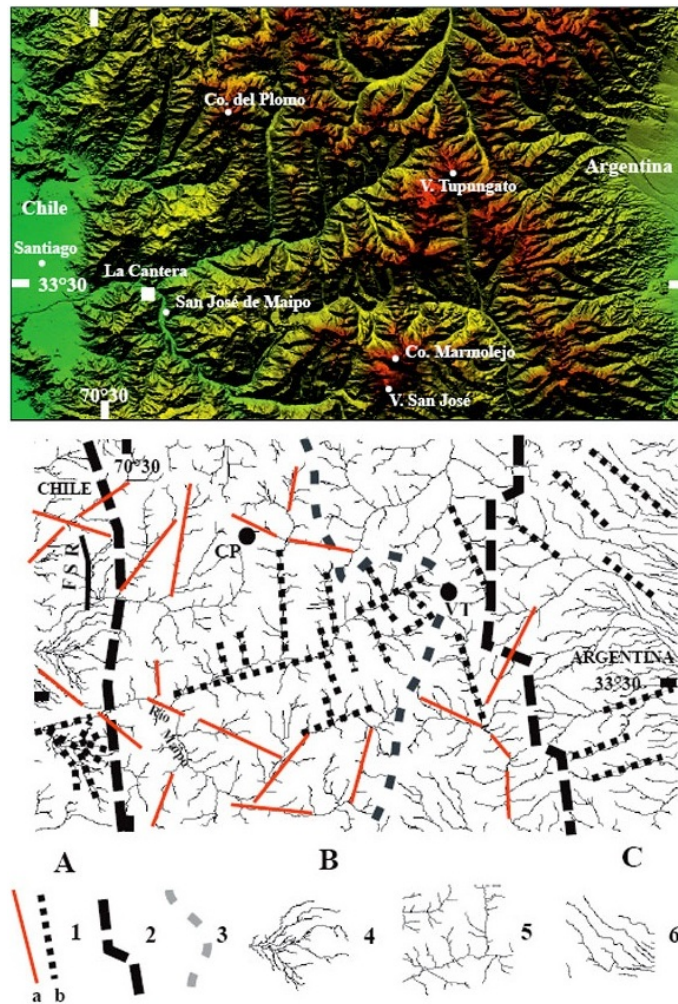 Co. del Plomo
Argentina
V. Tupungato
Chile
Santiago
La Cantera
33°30
San José de Maipo
Co. Marmolejo
70°30
V. San José
70°30
CHILE
CP
F S R
VT
ARGENTINA
33°30
Río Maipo
A B C
1 2 3 4 5 6
a b